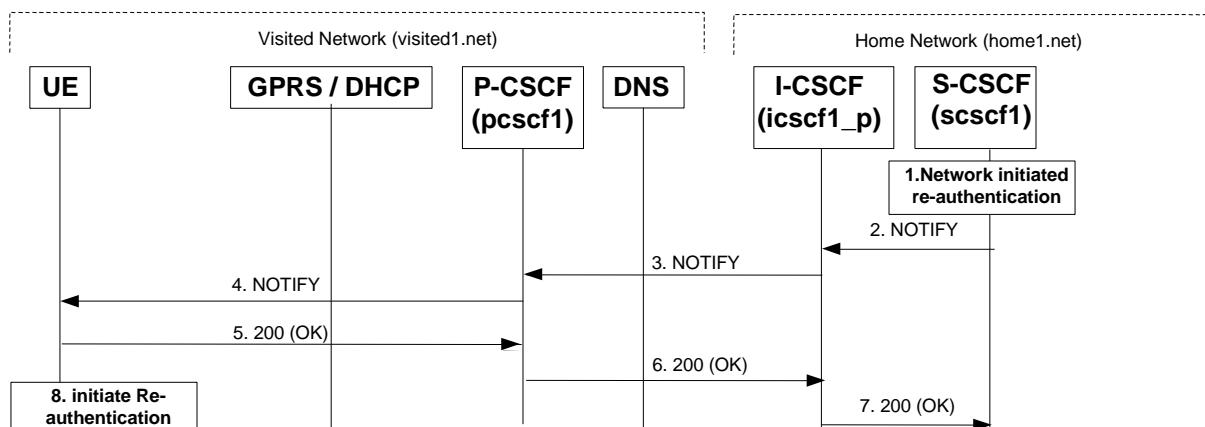 Visited Network (visited1.net)
Home Network (home1.net)
UE
GPRS / DHCP
P-CSCF
(pcscf1)
DNS
I-CSCF
(icscf1_p)
S-CSCF
(scscf1)
1.Network initiated
re-authentication
2. NOTIFY
3. NOTIFY
4. NOTIFY
5. 200 (OK)
6. 200 (OK)
7. 200 (OK)
8. initiate Re-
authentication